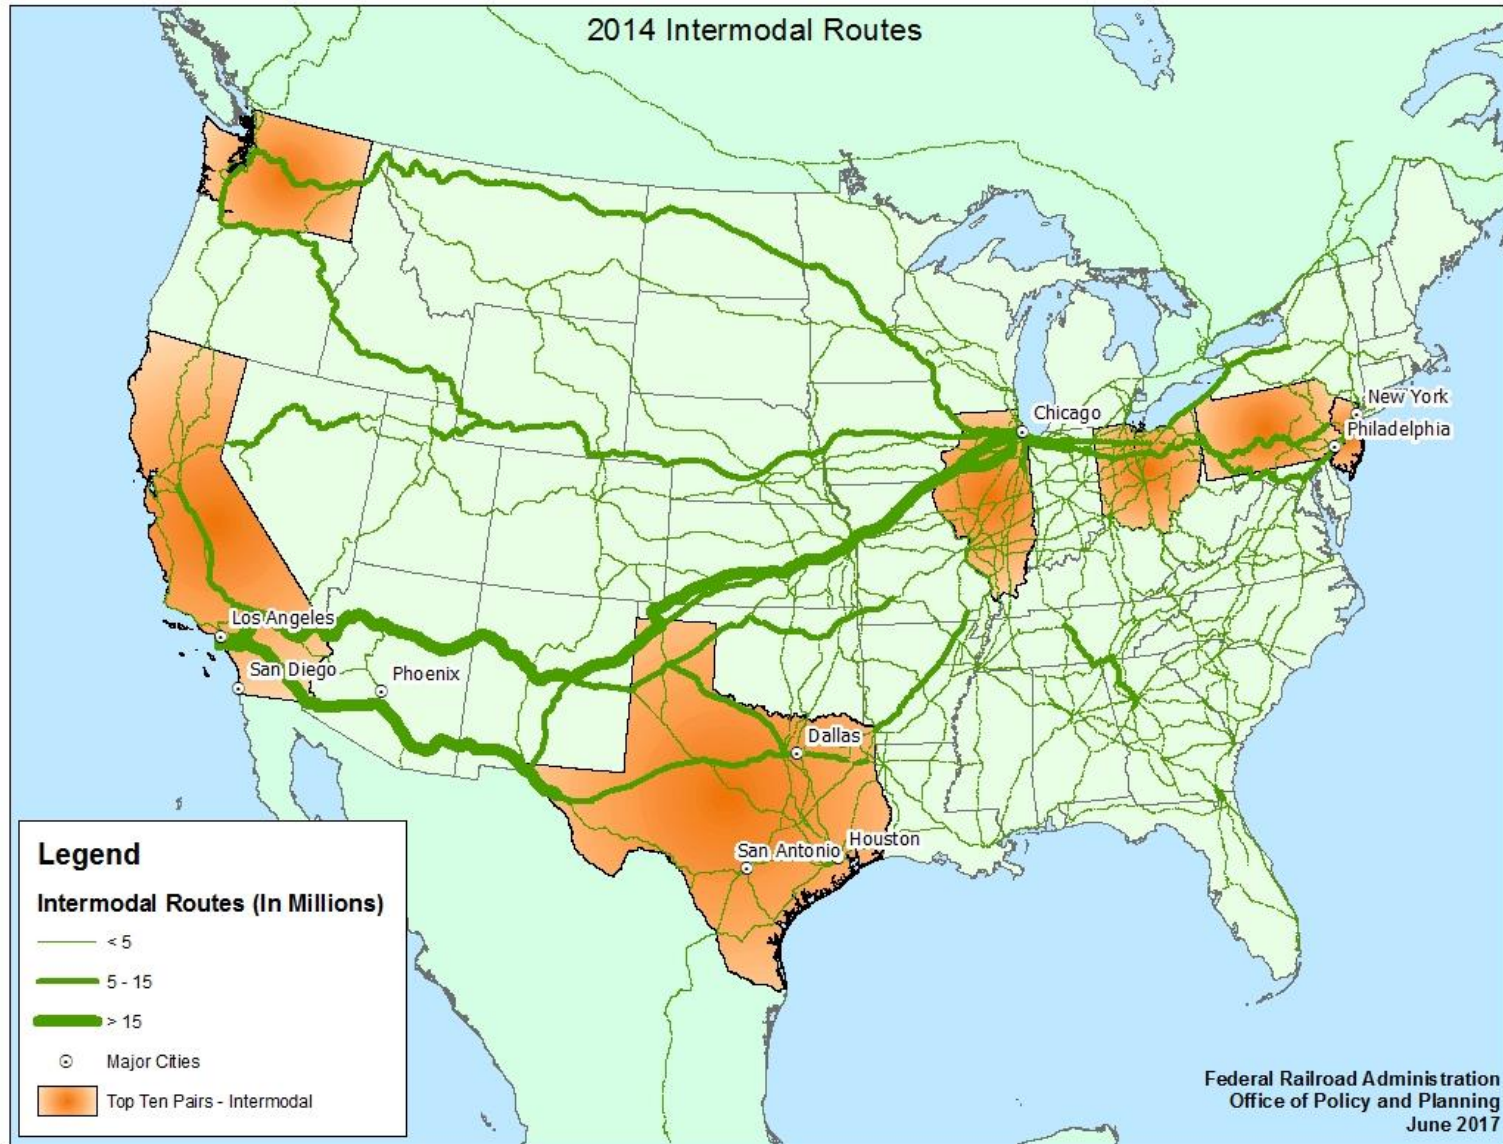 2014 Intermodal Routes
New York
Chicago
Philadelphia
Los Angeles
San Diego
Phoenix
Dallas
Houston
San Antonio
Legend
Intermodal Routes (In Millions)
< 5
5 - 15
> 15
Major Cities
Top Ten Pairs - Intermodal
Federal Railroad Administration
Office of Policy and Planning
June 2017